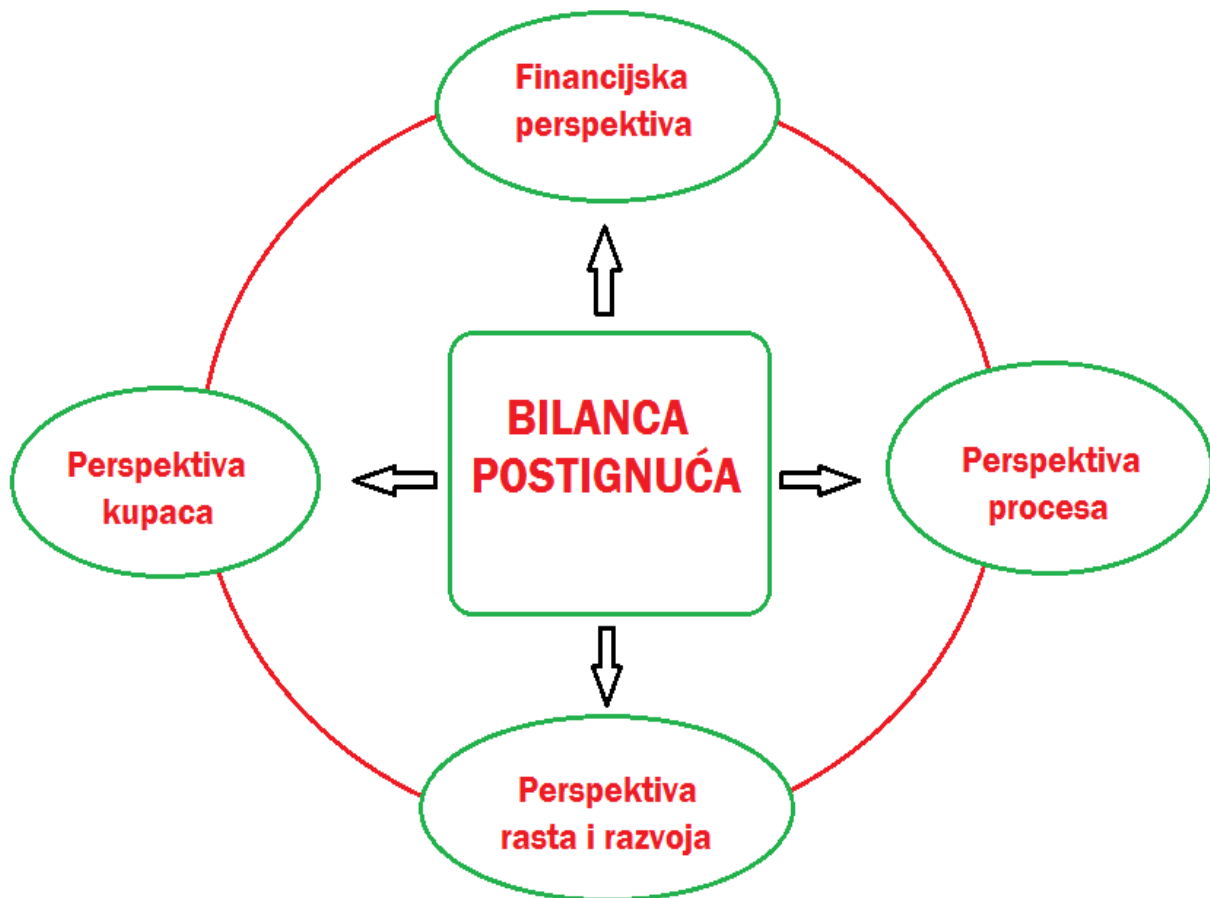 Financijska
perspektiva
BILANCA
POSTIGNUĆA
Perspektiva
kupaca
Perspektiva
procesa
Perspektiva
rasta i razvoja